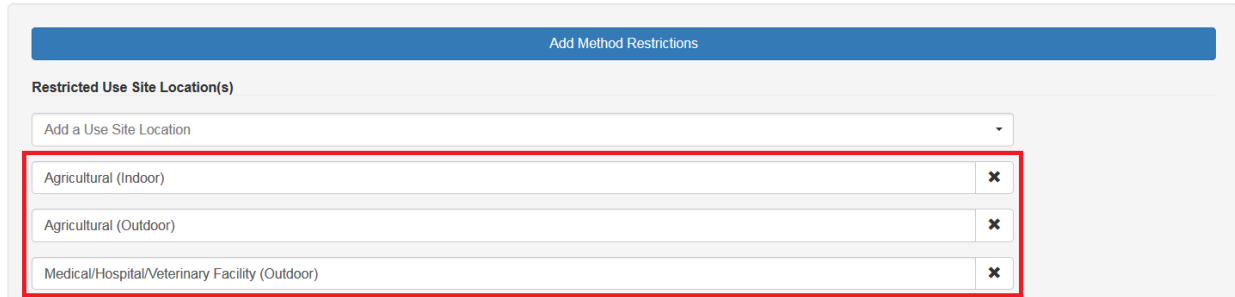 Add Method Restrictions
Restricted Use Site Location(s)
Add a Use Site Location
Agricultural (Indoor)
Agricultural (Outdoor)
Medical/Hospital/Veterinary Facility (Outdoor)